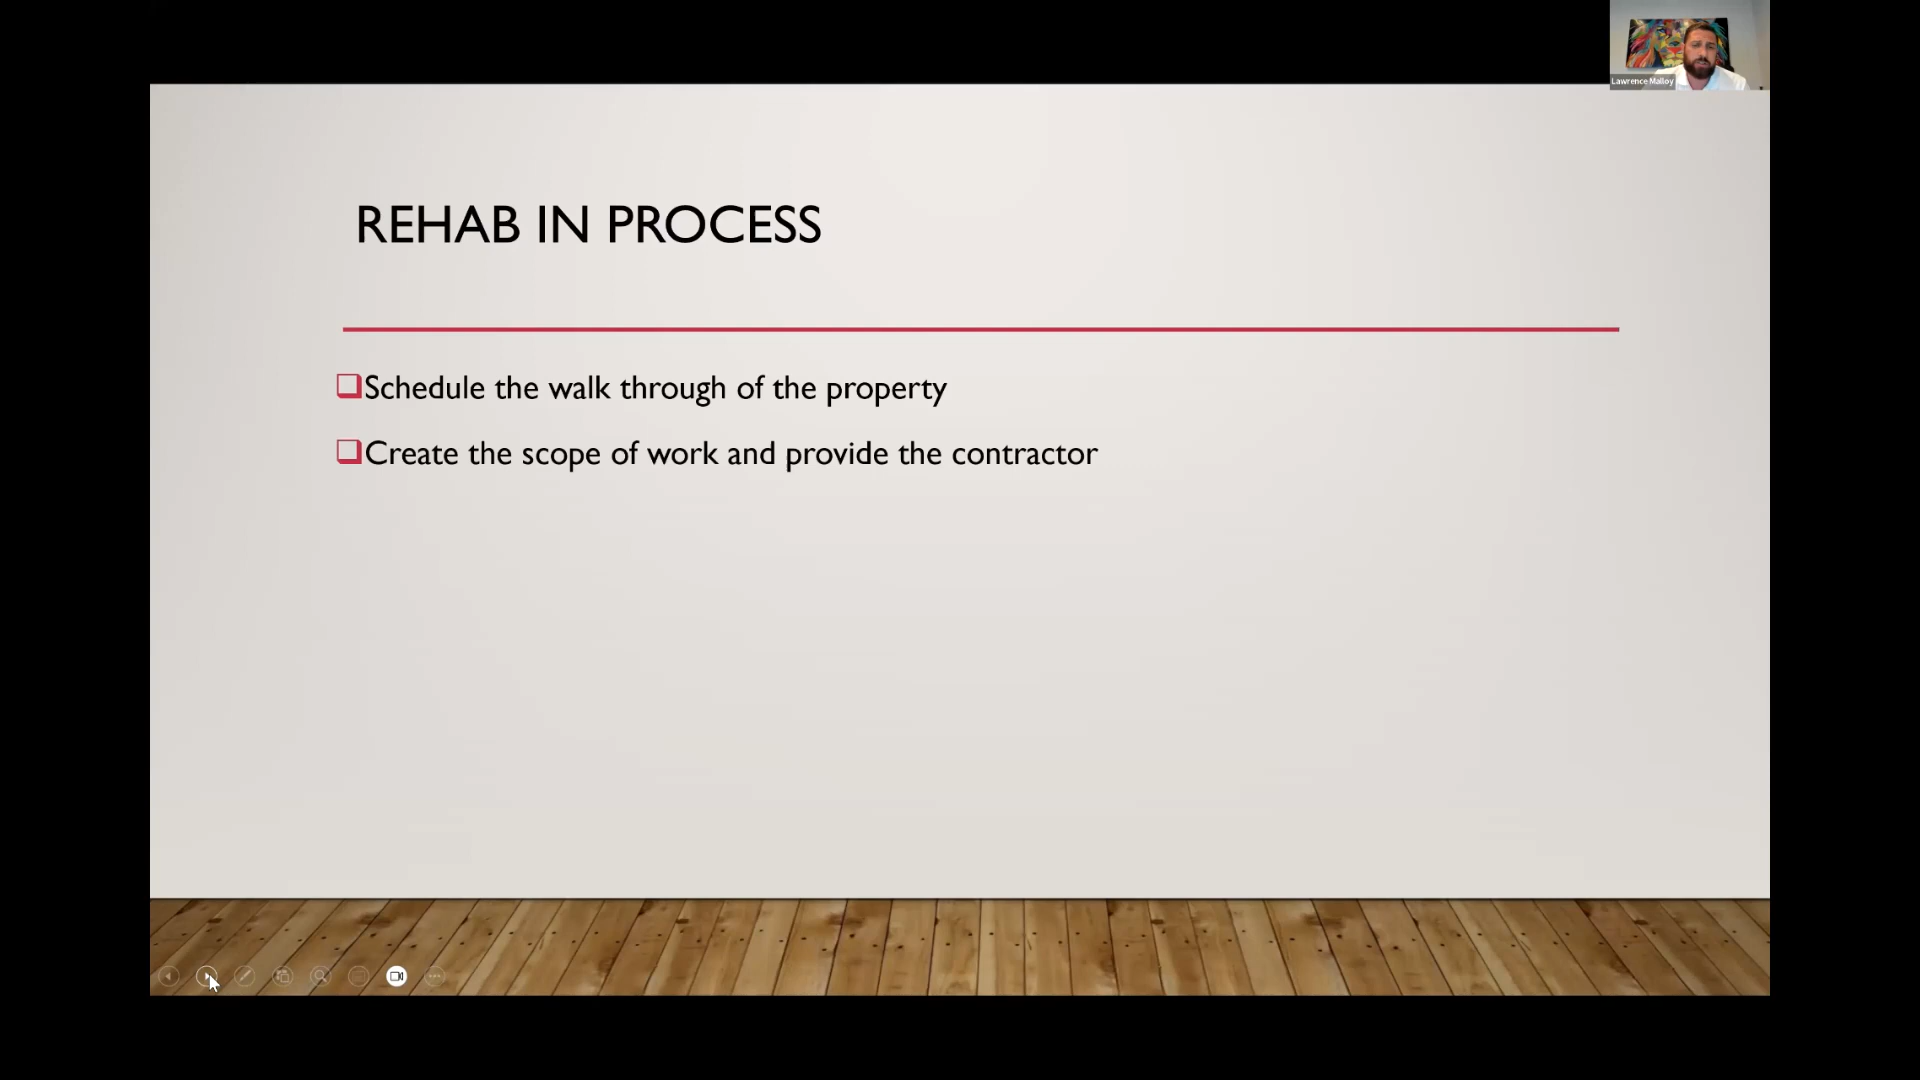 Lawrence Malloy
REHAB IN PROCESS
Schedule the walk through of the property
Create the scope of work and provide the contractor